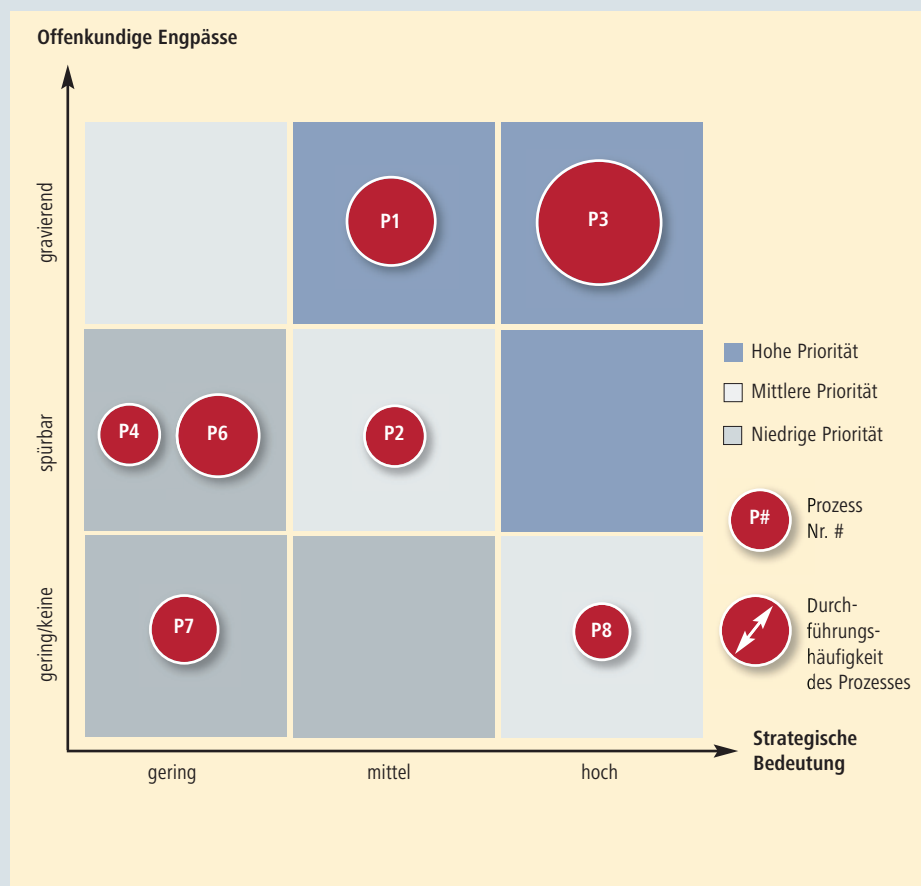 Offenkundige Engpässe
gravierend
P1
P3
Hohe Priorität
Mittlere Priorität
Niedrige Priorität
spürbar
P4
P6
P2
P#
Prozess
Nr. #
gering/keine
P7
P8
Durch-
führungs-
häufigkeit
des Prozesses
Strategische
Bedeutung
gering
mittel
hoch